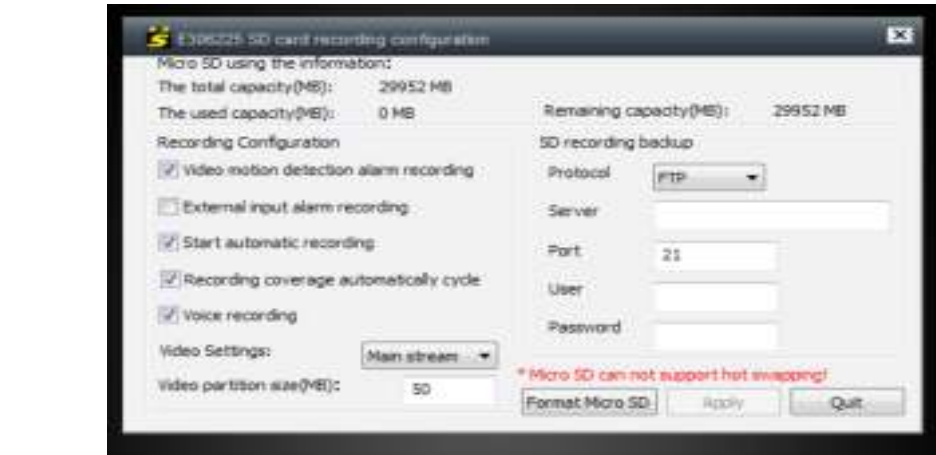 E306225 SD card recording configuration
Micro SD using the information:
The total capacity(MB): 29952 MB
The used capacity(MB): 0 MB Remaining capacity(MB): 29952 MB
Recording Configuration
Video motion detection alarm recording
External input alarm recording
Start automatic recording
Recording coverage automatically cycle
Voice recording
Video Settings: Main stream
Video partition size(MB): 50
SD recording backup
Protocol FTP
Server
Port 21
User
Password
* Micro SD can not support hot swapping!
Format Micro SD Apply Quit